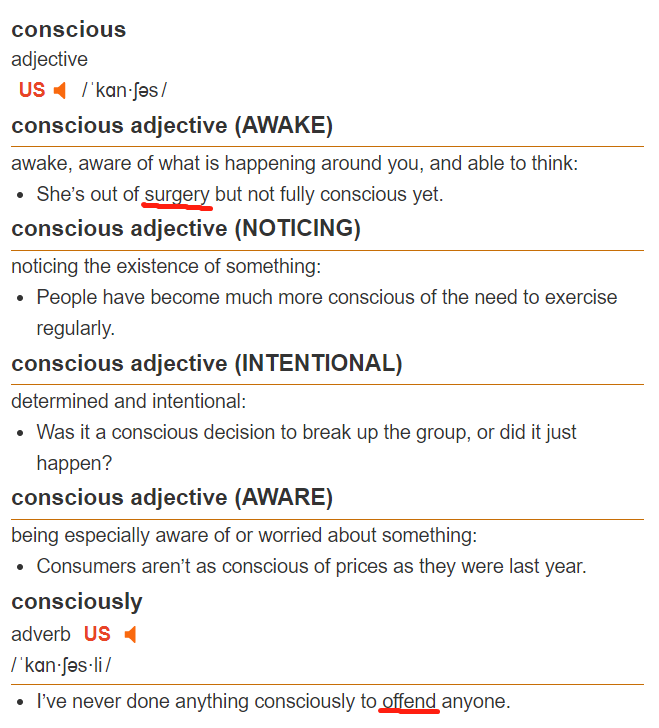 conscious
adjective
US /ˈkɑn·ʃəs/
conscious adjective (AWAKE)
awake, aware of what is happening around you, and able to think:
• She’s out of surgery but not fully conscious yet.
conscious adjective (NOTICING)
noticing the existence of something:
• People have become much more conscious of the need to exercise
regularly.
conscious adjective (INTENTIONAL)
determined and intentional:
• Was it a conscious decision to break up the group, or did it just
happen?
conscious adjective (AWARE)
being especially aware of or worried about something:
• Consumers aren’t as conscious of prices as they were last year.
consciously
adverb US
/ˈkɑn·ʃəs·li/
• I’ve never done anything consciously to offend anyone.